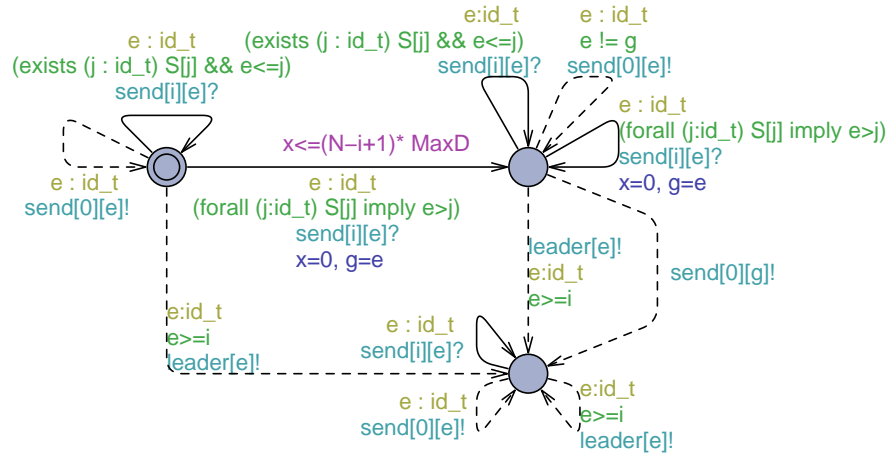 e : id_t
(exists (j : id_t) S[j] && e<=j)
send[i][e]?
e:id_t
(exists (j : id_t) S[j] && e<=j)
send[i][e]?
e : id_t
e != g
send[0][e]!
e : id_t
(forall (j:id_t) S[j] imply e>j)
send[i][e]?
x=0, g=e
x<=(N−i+1)* MaxD
e : id_t
send[0][e]!
e : id_t
(forall (j:id_t) S[j] imply e>j)
send[i][e]?
x=0, g=e
leader[e]!
e:id_t
e>=i
send[0][g]!
e:id_t
e>=i
leader[e]!
e : id_t
send[i][e]?
e : id_t
send[0][e]!
e:id_t
e>=i
leader[e]!